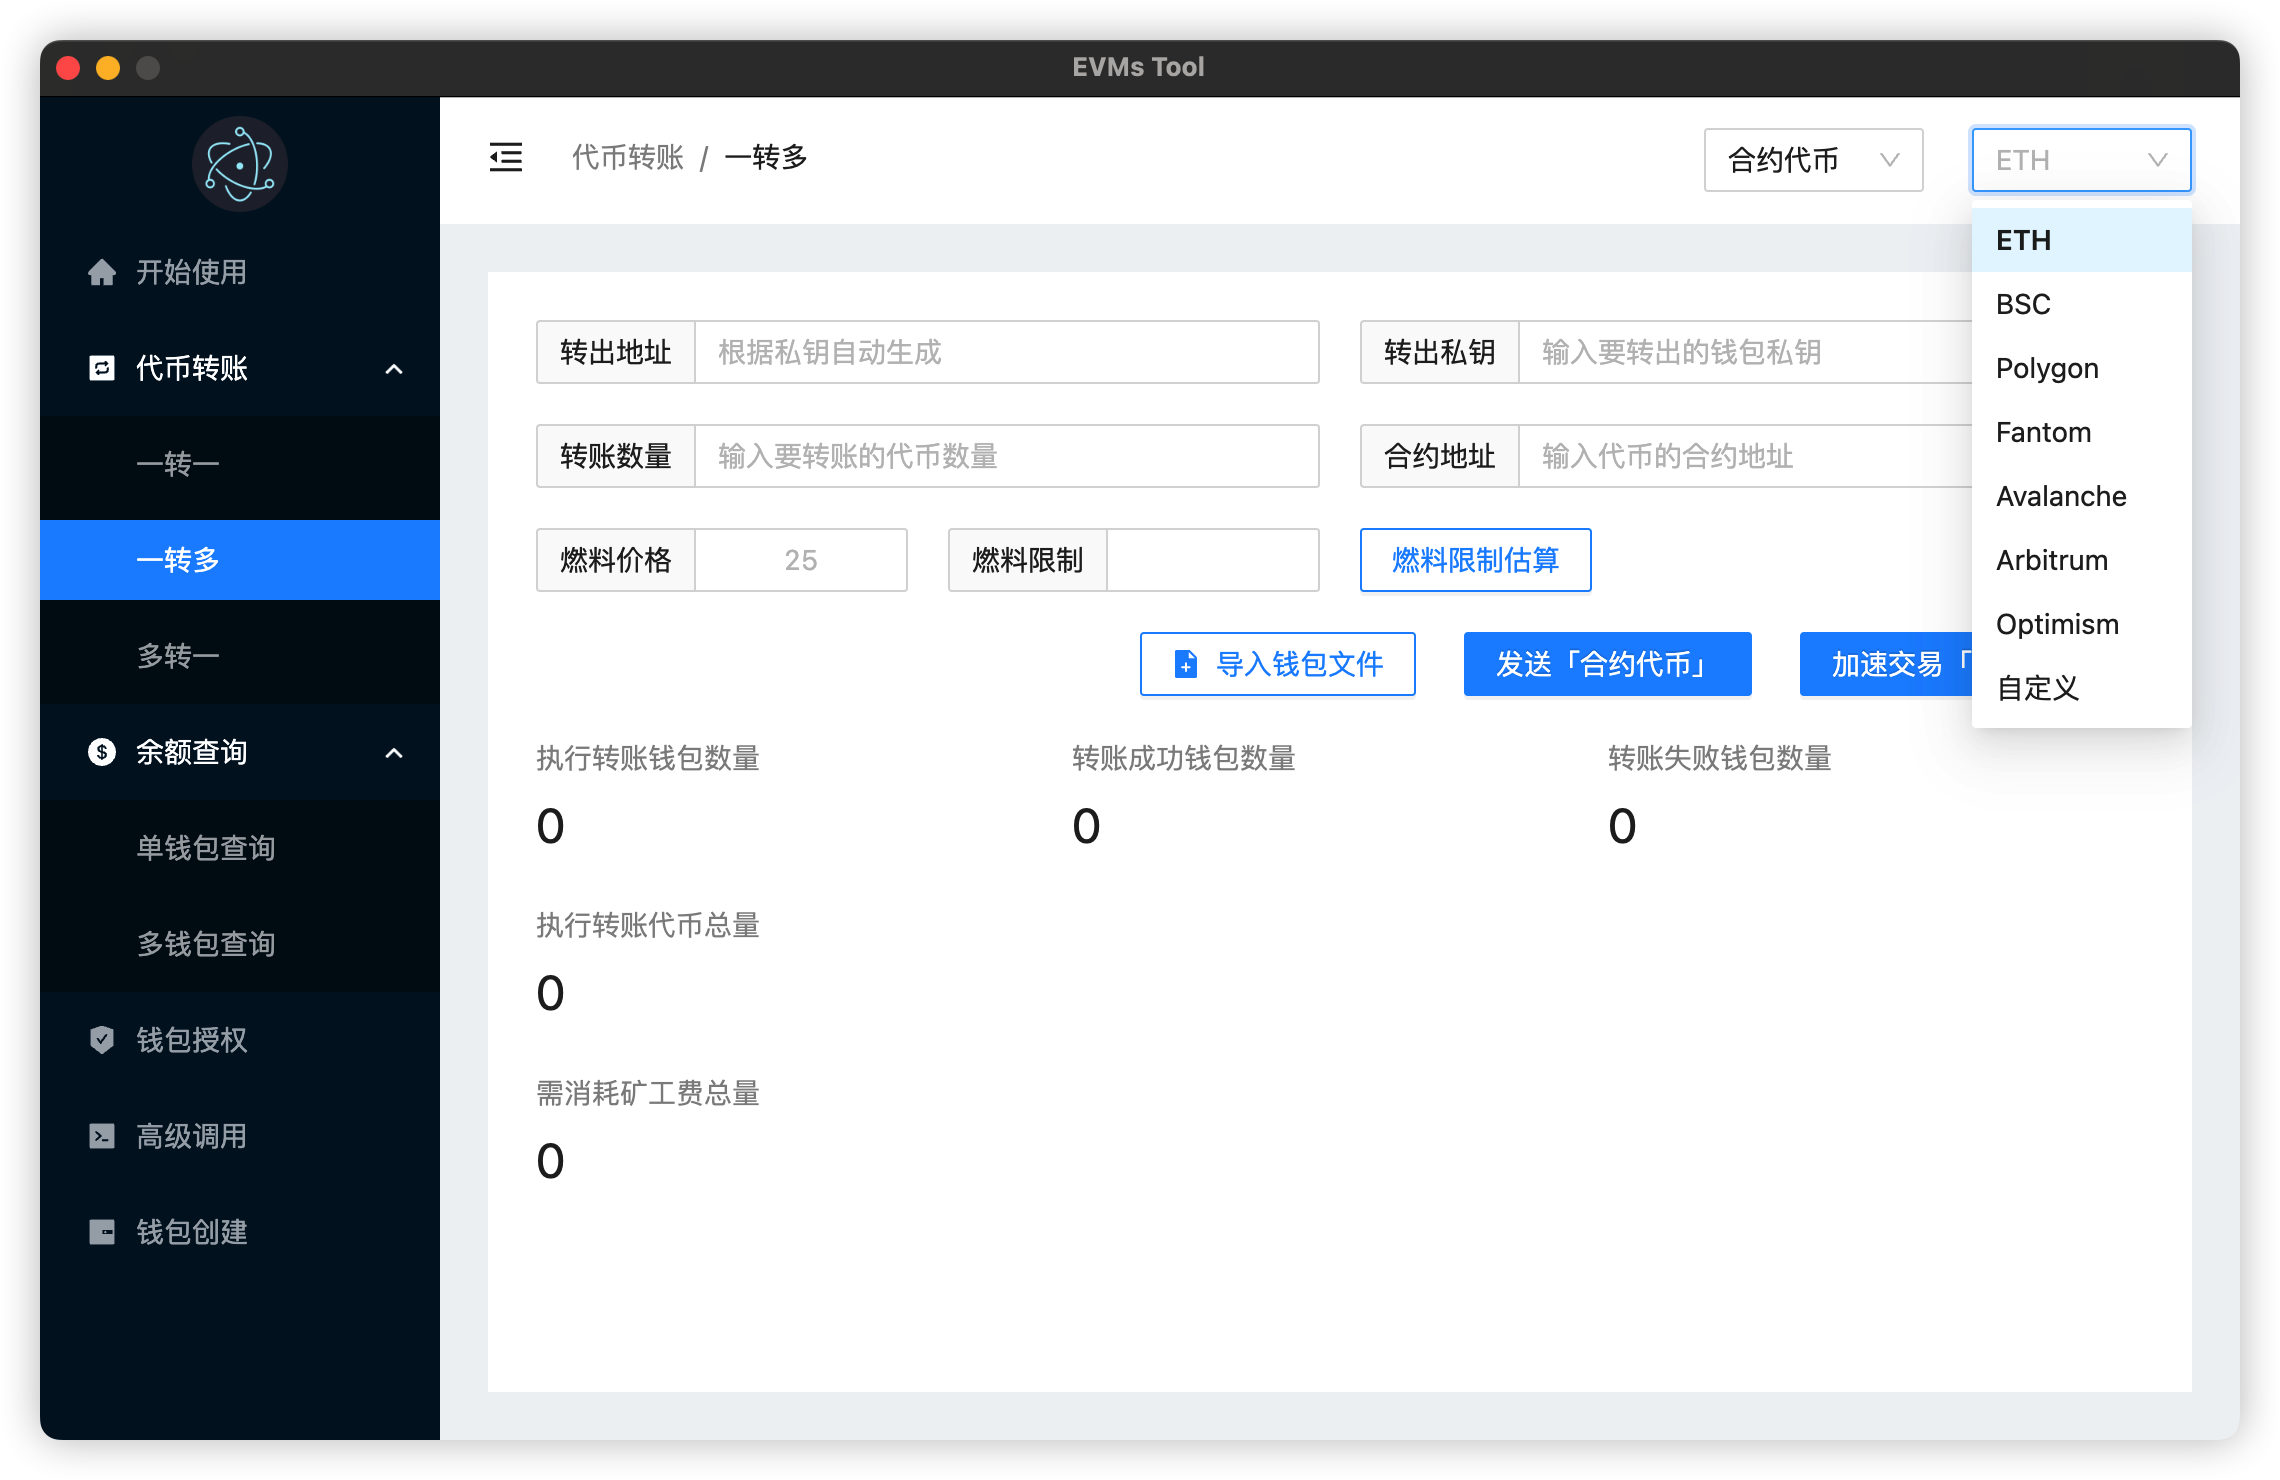 EVMs Tool
开始使用
代币转账
一转一
一转多
多转一
余额查询
单钱包查询
多钱包查询
钱包授权
高级调用
钱包创建
代币转账 / 一转多
合约代币
ETH
ETH
BSC
Polygon
Fantom
Avalanche
Arbitrum
Optimism
自定义
转出地址 根据私钥自动生成
转出私钥 输入要转出的钱包私钥
转账数量 输入要转账的代币数量
合约地址 输入代币的合约地址
燃料价格 25
燃料限制
燃料限制估算
导入钱包文件
发送「合约代币」
加速交易「
执行转账钱包数量
0
转账成功钱包数量
0
转账失败钱包数量
0
执行转账代币总量
0
需消耗矿工费总量
0